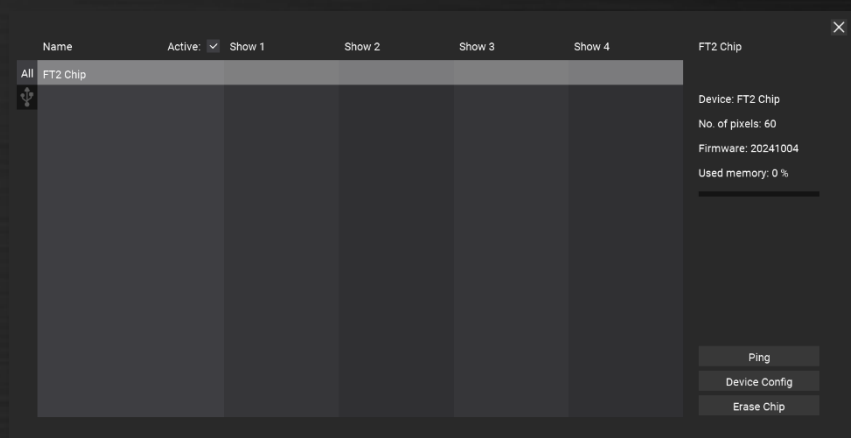 Name Active: Show 1 Show 2 Show 3 Show 4 FT2 Chip
All FT2 Chip
Device: FT2 Chip
No. of pixels: 60
Firmware: 20241004
Used memory: 0 %
Ping
Device Config
Erase Chip